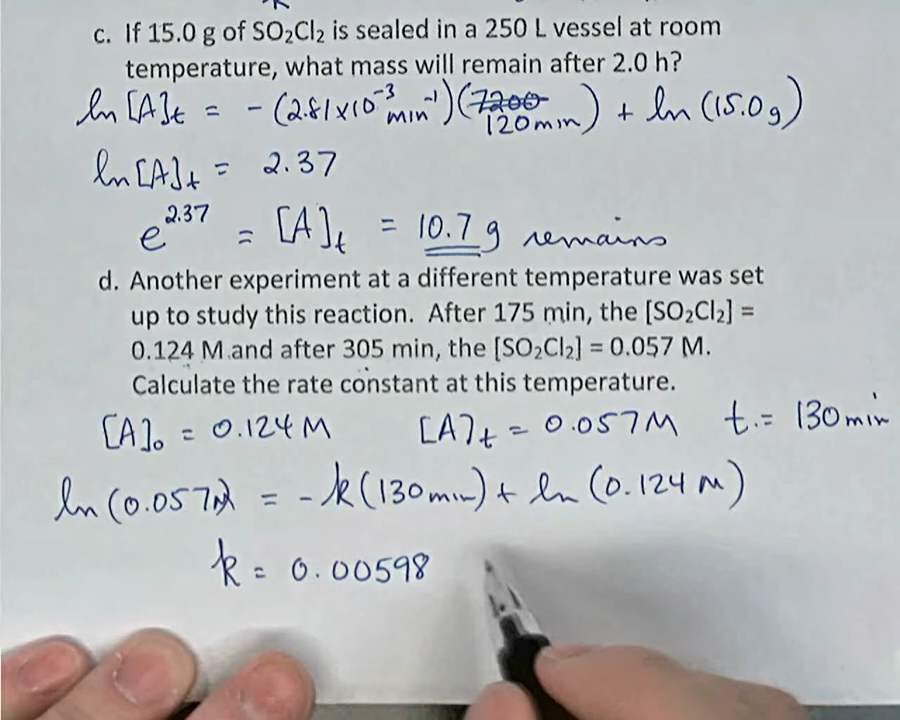 c. If 15.0 g of SO₂Cl₂ is sealed in a 250 L vessel at room
temperature, what mass will remain after 2.0 h?
ln [A]t = - (2.81x10⁻³ min⁻¹)(7200 120min) + ln (15.0g)
ln [A]t = 2.37
e^2.37 = [A]t = 10.7 g remains
d. Another experiment at a different temperature was set
up to study this reaction. After 175 min, the [SO₂Cl₂] =
0.124 M and after 305 min, the [SO₂Cl₂] = 0.057 M.
Calculate the rate constant at this temperature.
[A]₀ = 0.124 M [A]t = 0.057M t = 130 min
ln (0.057M) = - k (130 min) + ln (0.124 M)
k = 0.00598